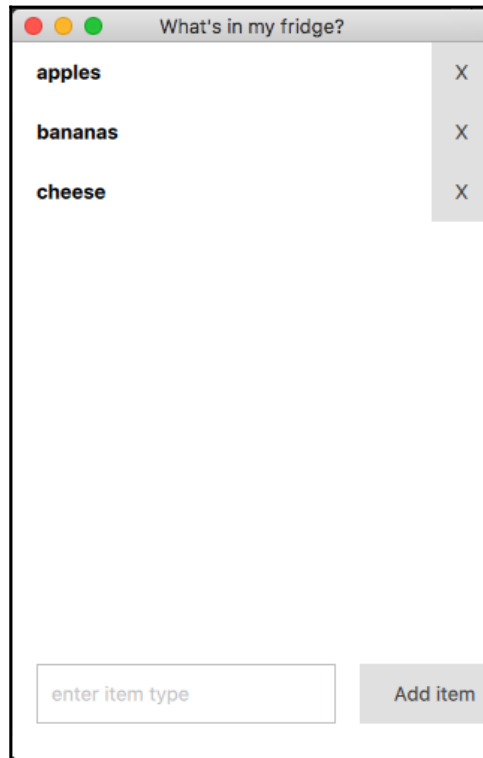 What's in my fridge?
apples X
bananas X
cheese X
enter item type Add item